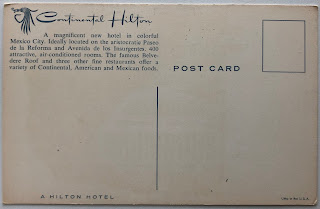 Continental Hilton
A magnificent new hotel in colorful
Mexico City. Ideally located on the aristocratic Paseo
de la Reforma and Avenida de los Insurgentes. 400
attractive, air-conditioned rooms. The famous Belve-
dere Roof and three other fine restaurants offer a
variety of Continental, American and Mexican foods.
POST CARD
A HILTON HOTEL